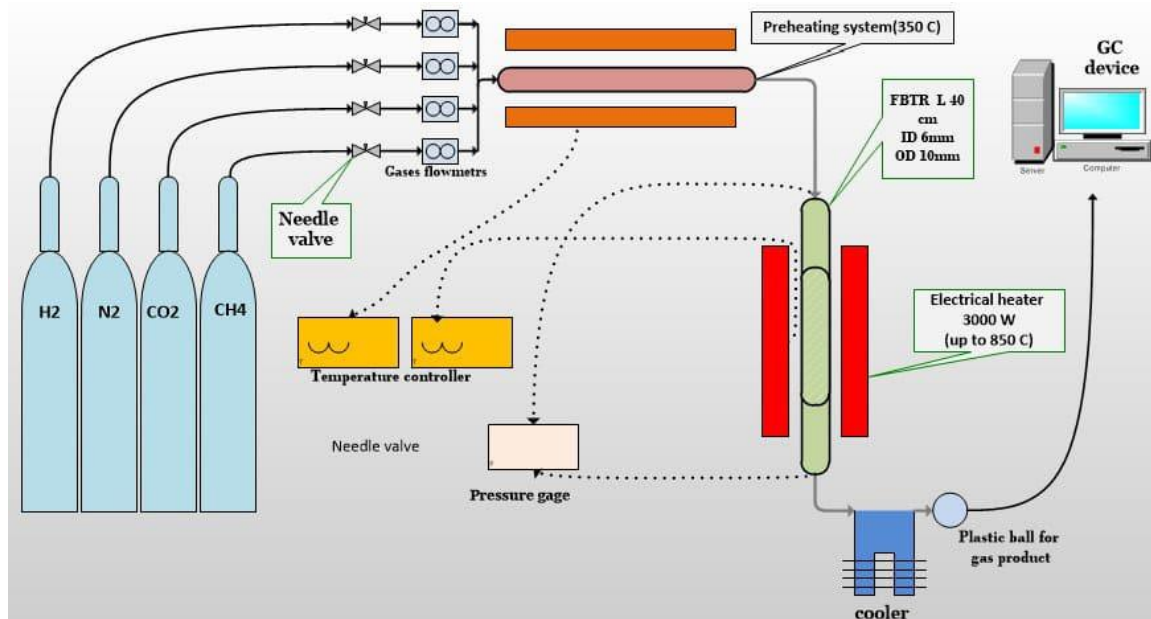 Preheating system(350 C)
GC
device
FBTR L 40
cm
ID 6mm
OD 10mm
Server
Computer
Gases flowmetrs
Needle
valve
H2
N2
CO2
CH4
Electrical heater
3000 W
(up to 850 C)
Temperature controller
Needle valve
Pressure gage
Plastic ball for
gas product
cooler